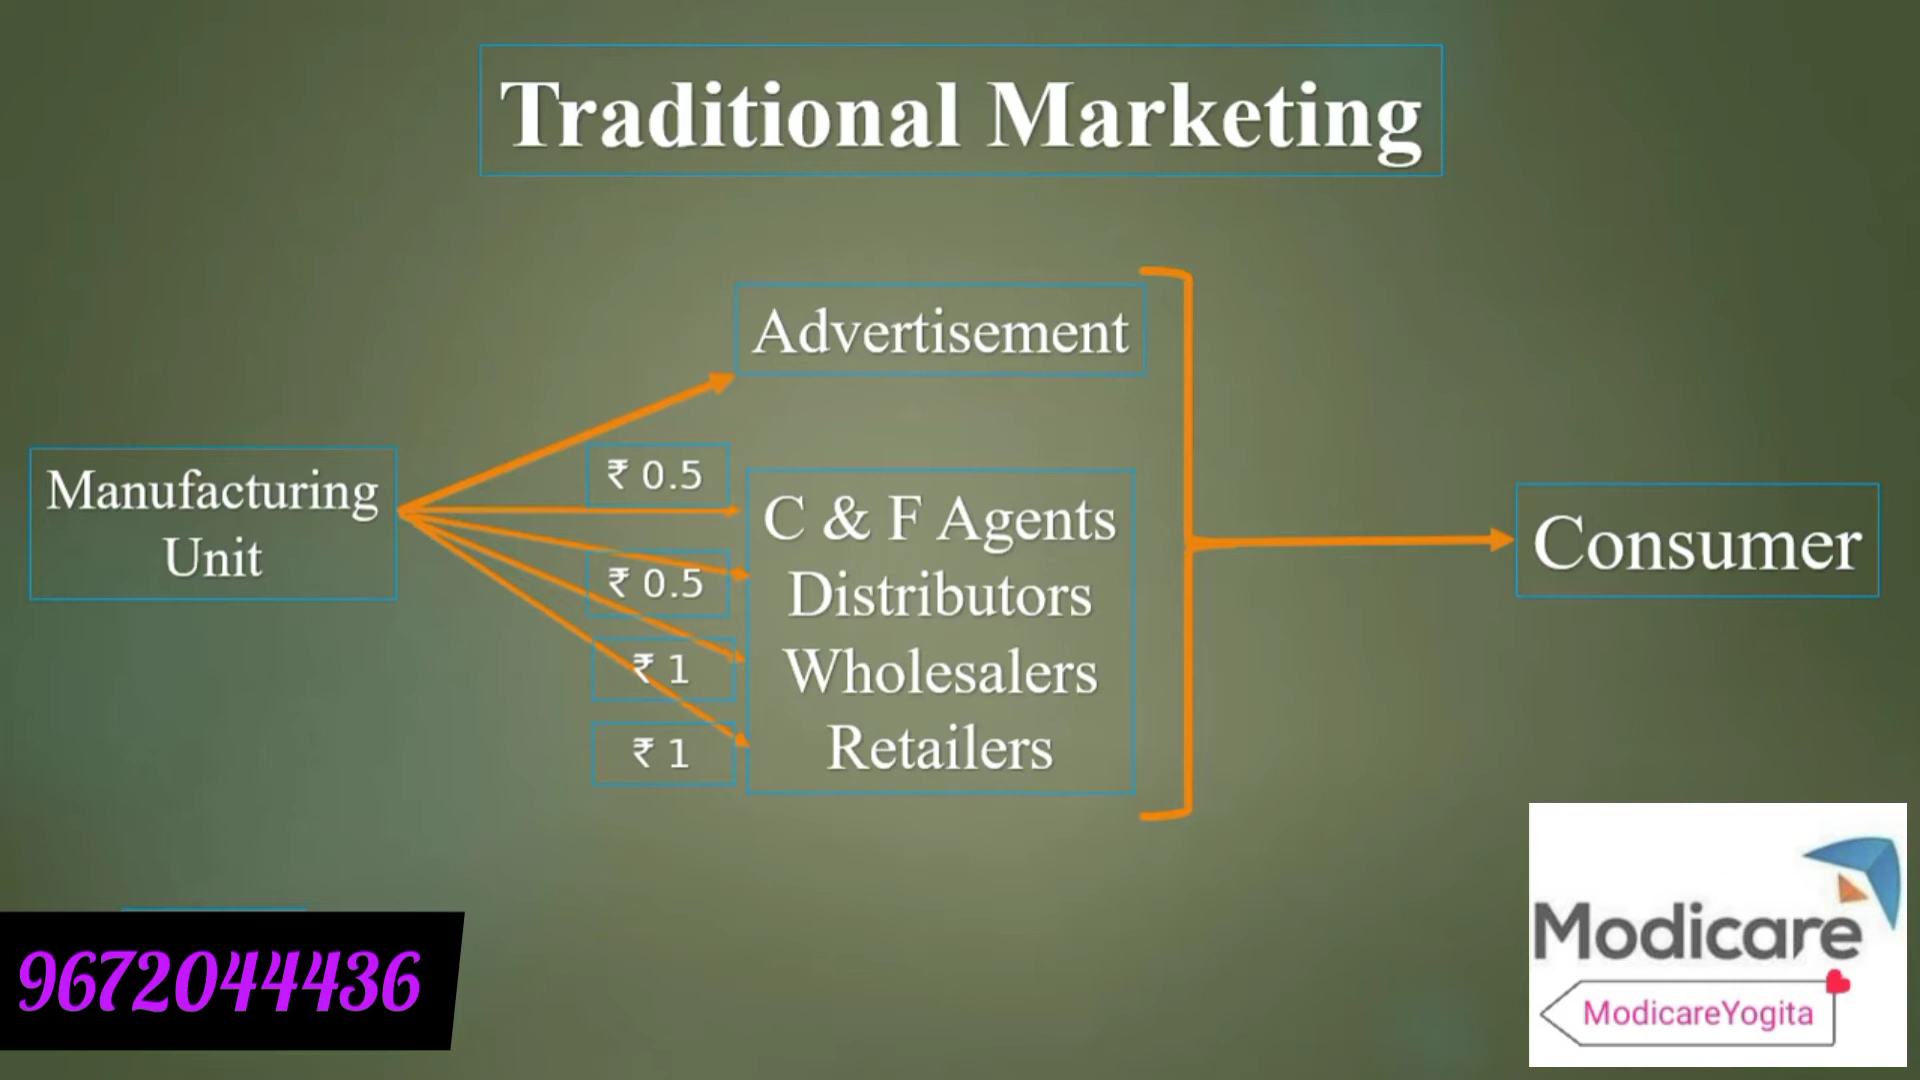 Traditional Marketing
Advertisement
Manufacturing
Unit
₹ 0.5
C & F Agents
₹ 0.5
Distributors
₹ 1
Wholesalers
₹ 1
Retailers
Consumer
9672044436
Modicare
ModicareYogita